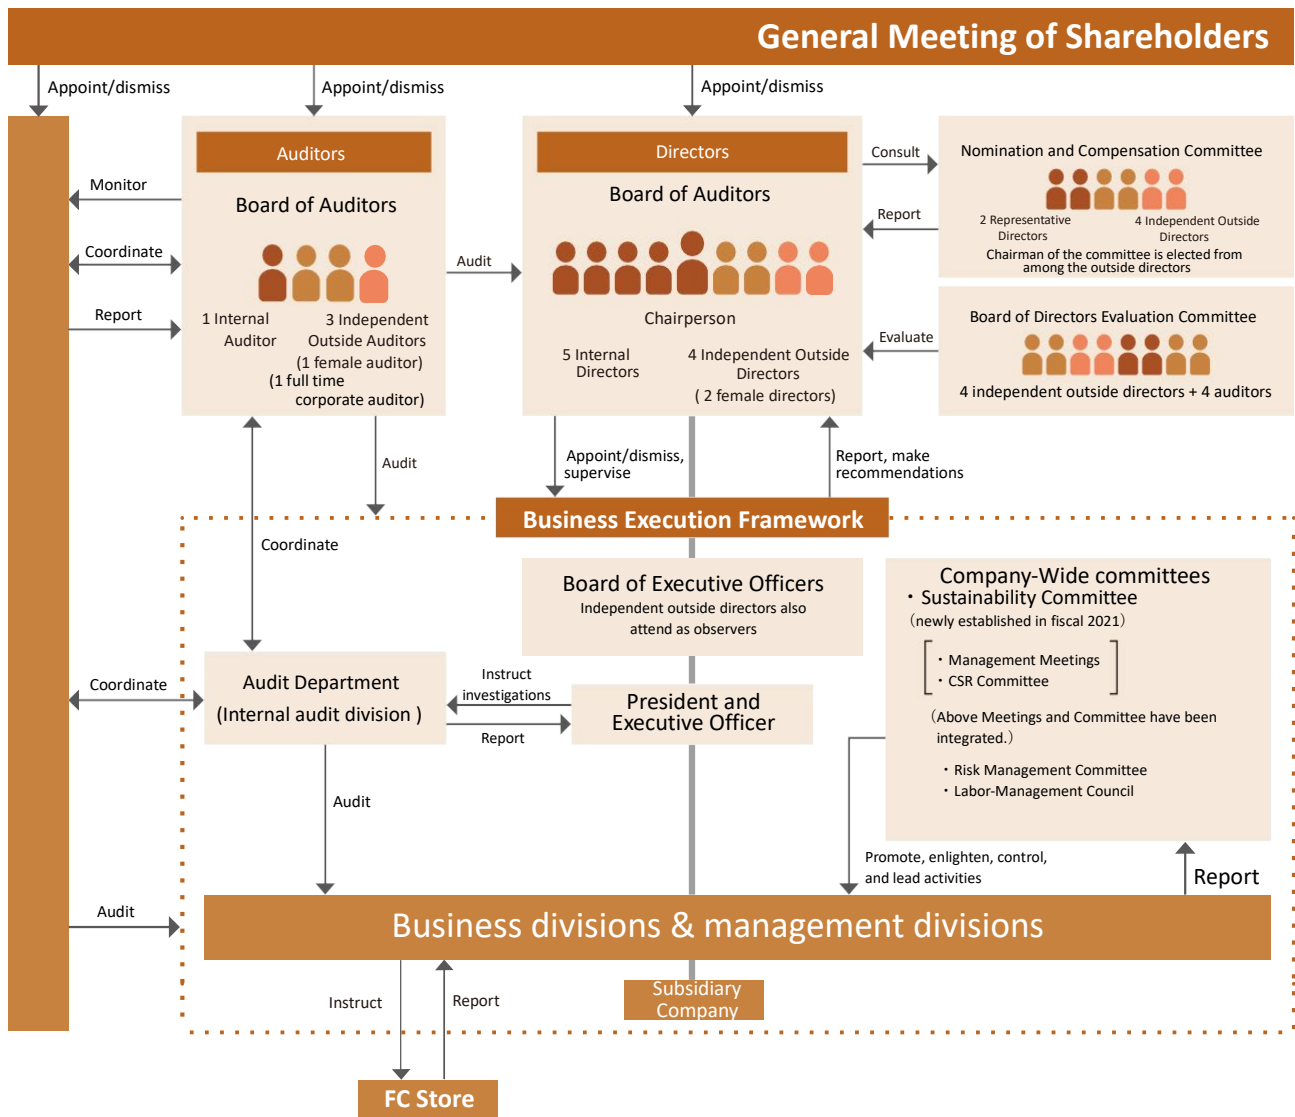 General Meeting of Shareholders
Appoint/dismiss
Appoint/dismiss
Appoint/dismiss
Auditors
Board of Auditors
1 Internal
Auditor
3 Independent
Outside Auditors
(1 female auditor)
(1 full time
corporate auditor)
Monitor
Coordinate
Report
Audit
Directors
Board of Auditors
Chairperson
5 Internal
Directors
4 Independent Outside
Directors
( 2 female directors)
Consult
Report
Evaluate
Nomination and Compensation Committee
2 Representative
Directors
4 Independent Outside
Directors
Chairman of the committee is elected from
among the outside directors
Board of Directors Evaluation Committee
4 independent outside directors + 4 auditors
Audit
Appoint/dismiss,
supervise
Report, make
recommendations
Business Execution Framework
Coordinate
Board of Executive Officers
Independent outside directors also
attend as observers
Company-Wide committees
・Sustainability Committee
（newly established in fiscal 2021）
・Management Meetings
・CSR Committee
（Above Meetings and Committee have been
integrated.）
・Risk Management Committee
・Labor-Management Council
Coordinate
Audit Department
(Internal audit division )
Instruct
investigations
Report
President and
Executive Officer
Audit
Promote, enlighten, control,
and lead activities
Report
Audit
Business divisions & management divisions
Instruct
Report
Subsidiary
Company
FC Store